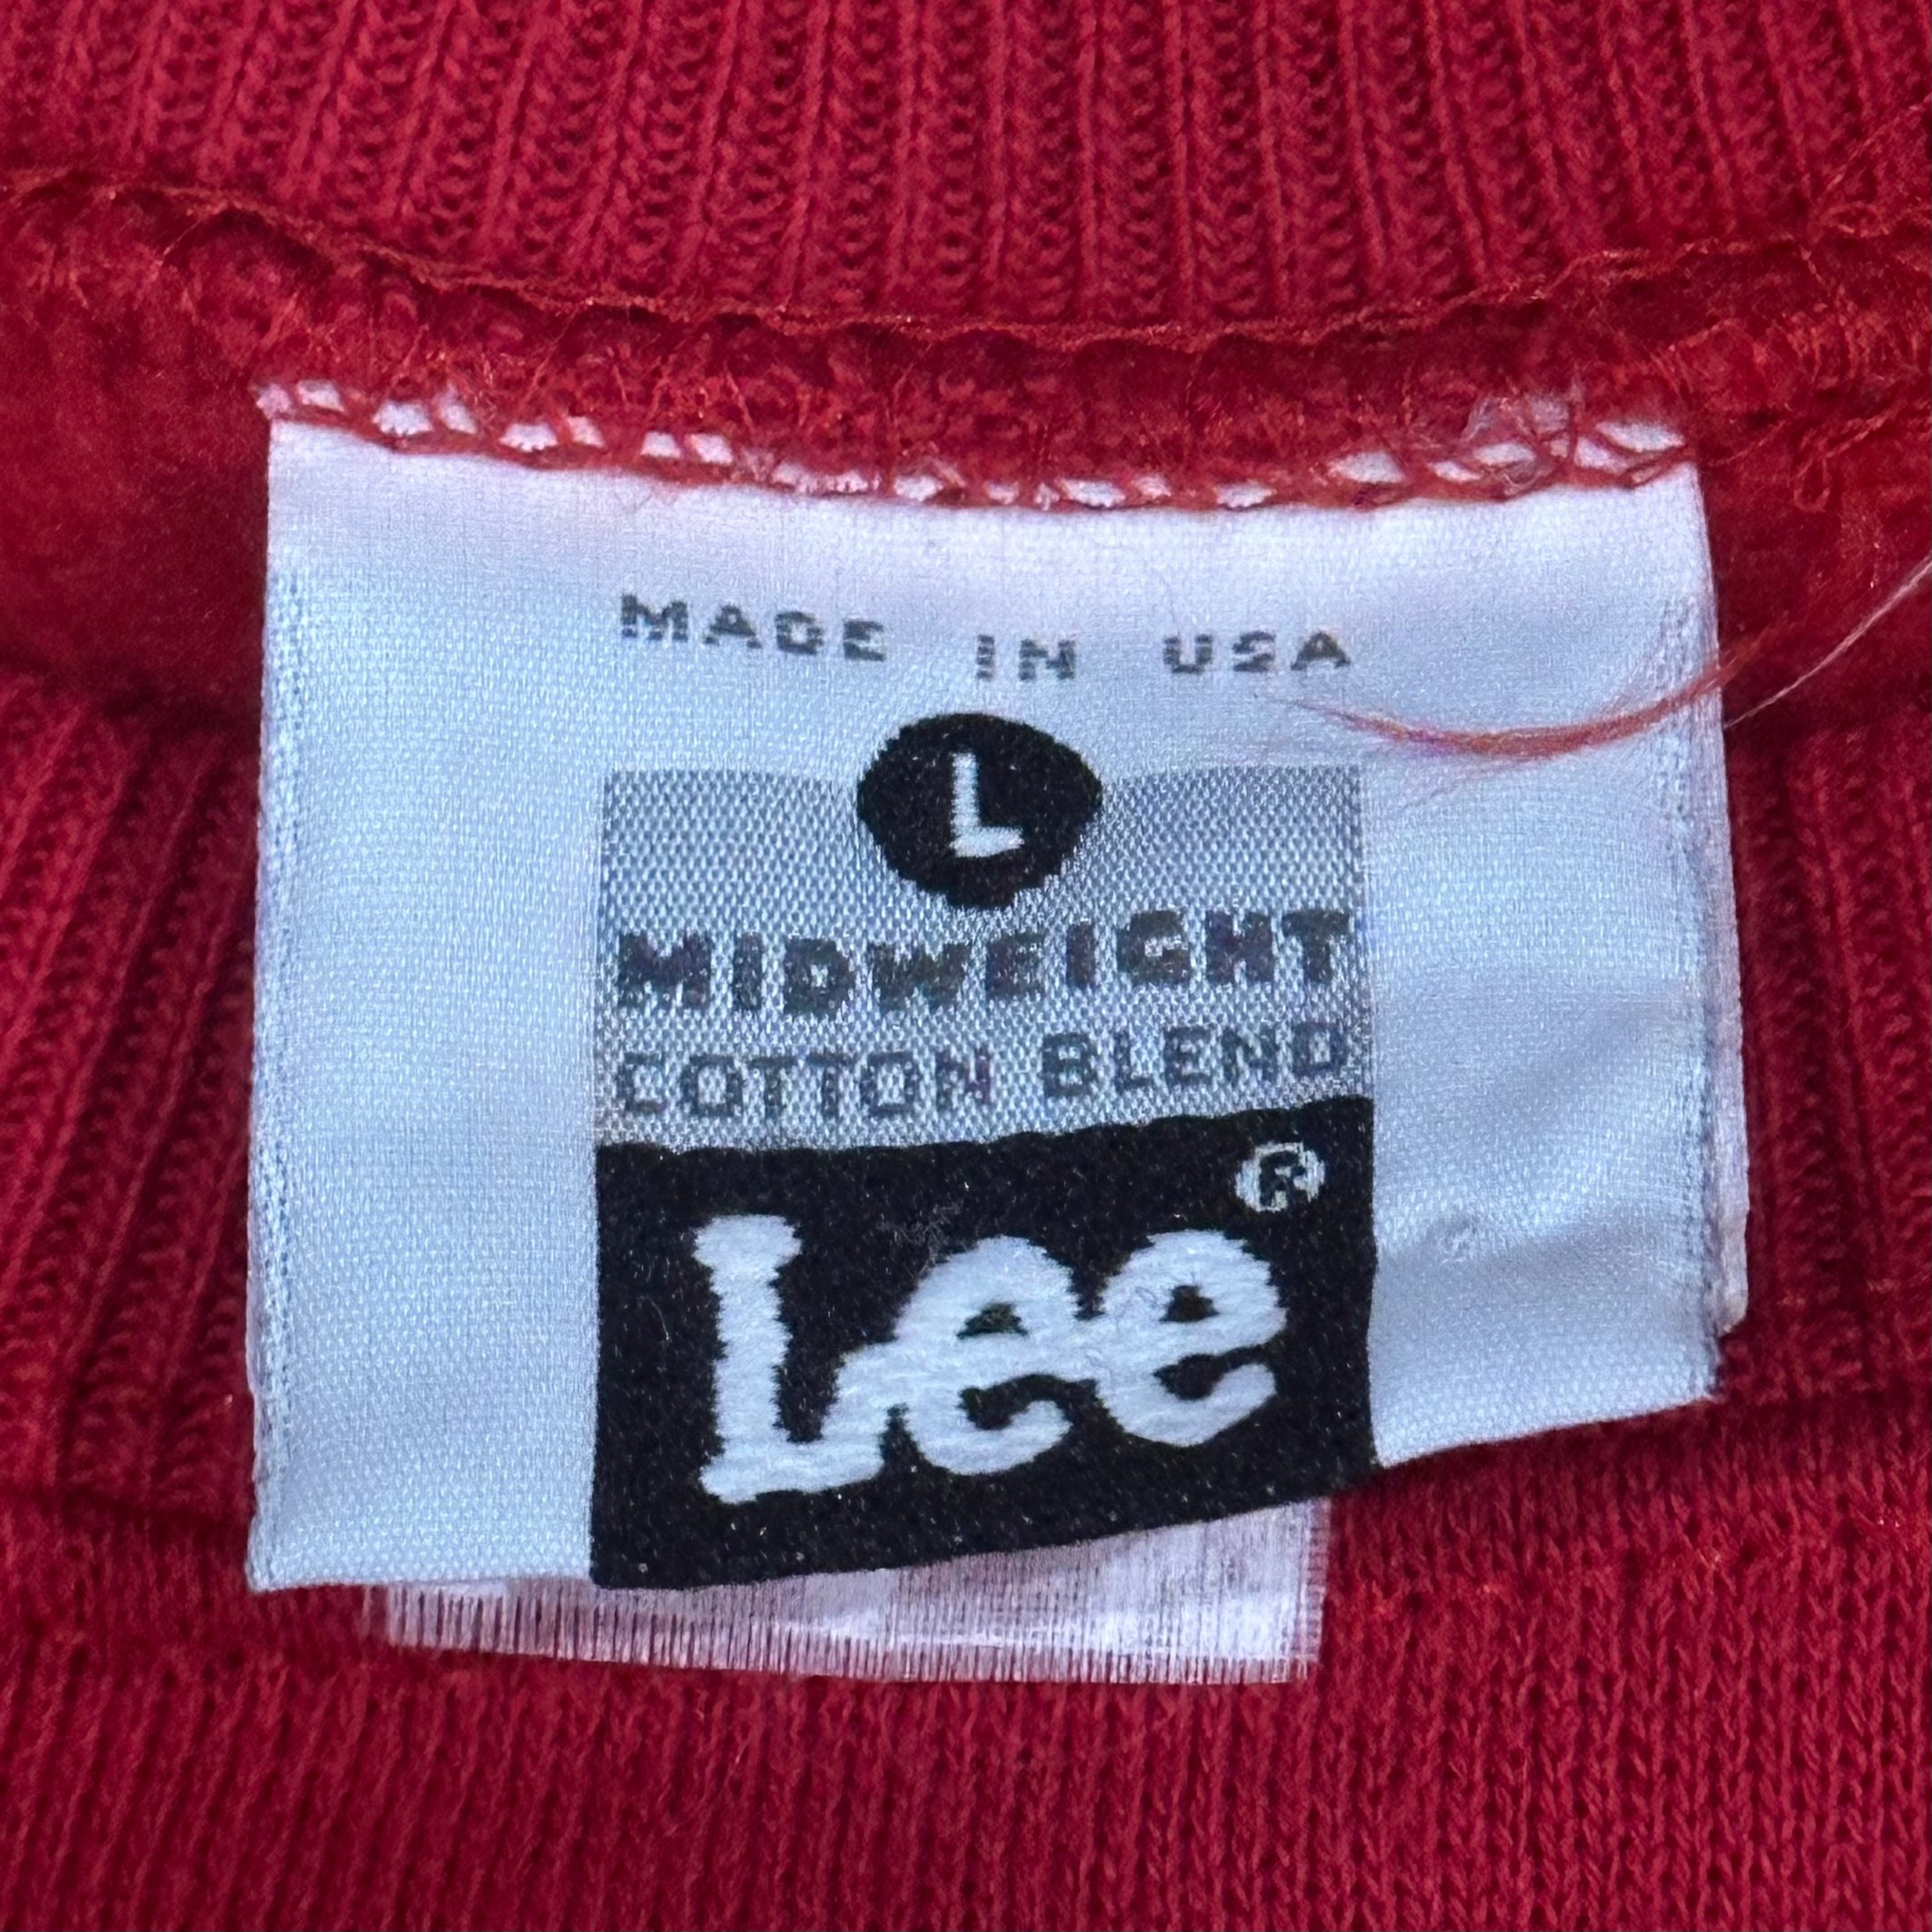 MADE IN USA
L
MIDWEIGHT
COTTON BLEND
Lee®